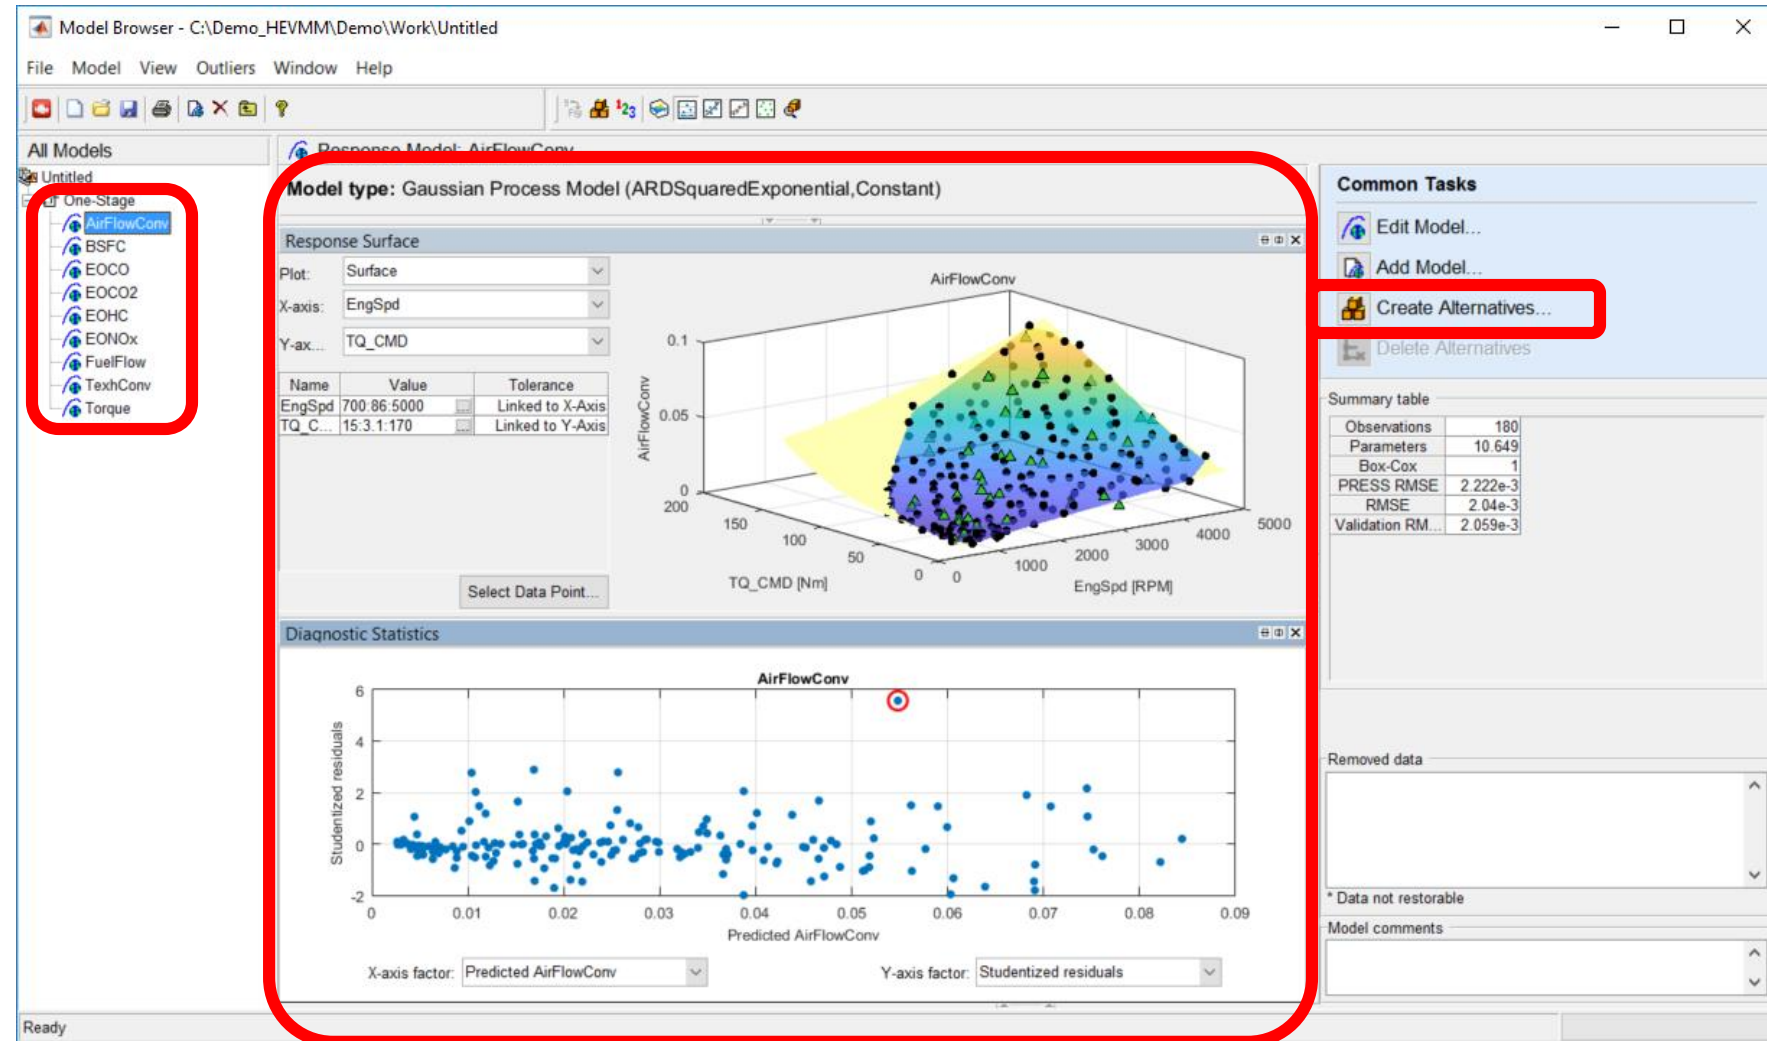 Model Browser - C:\Demo_HEVMM\Demo\Work\Untitled
File Model View Outliers Window Help
All Models
Response Model: AirFlowConv
Untitled
One-Stage
AirFlowConv
BSFC
EOCO
EOCO2
EOHC
EONOx
FuelFlow
TexhConv
Torque
Model type: Gaussian Process Model (ARDSquaredExponential,Constant)
Response Surface
Plot: Surface
X-axis: EngSpd
Y-ax... TQ_CMD
Name Value Tolerance
EngSpd 700:86:5000 ... Linked to X-Axis
TQ_C... 15:3.1:170 ... Linked to Y-Axis
Select Data Point...
AirFlowConv
AirFlowConv
0.1
0.05
0
200
150
100
50
0
TQ_CMD [Nm]
0
1000
2000
3000
4000
5000
EngSpd [RPM]
Diagnostic Statistics
AirFlowConv
Studentized residuals
6
4
2
0
-2
0 0.01 0.02 0.03 0.04 0.05 0.06 0.07 0.08 0.09
Predicted AirFlowConv
X-axis factor: Predicted AirFlowConv
Y-axis factor: Studentized residuals
Common Tasks
Edit Model...
Add Model...
Create Alternatives...
Delete Alternatives
Summary table
Observations 180
Parameters 10.649
Box-Cox 1
PRESS RMSE 2.222e-3
RMSE 2.04e-3
Validation RM... 2.059e-3
Removed data
* Data not restorable
Model comments
Ready